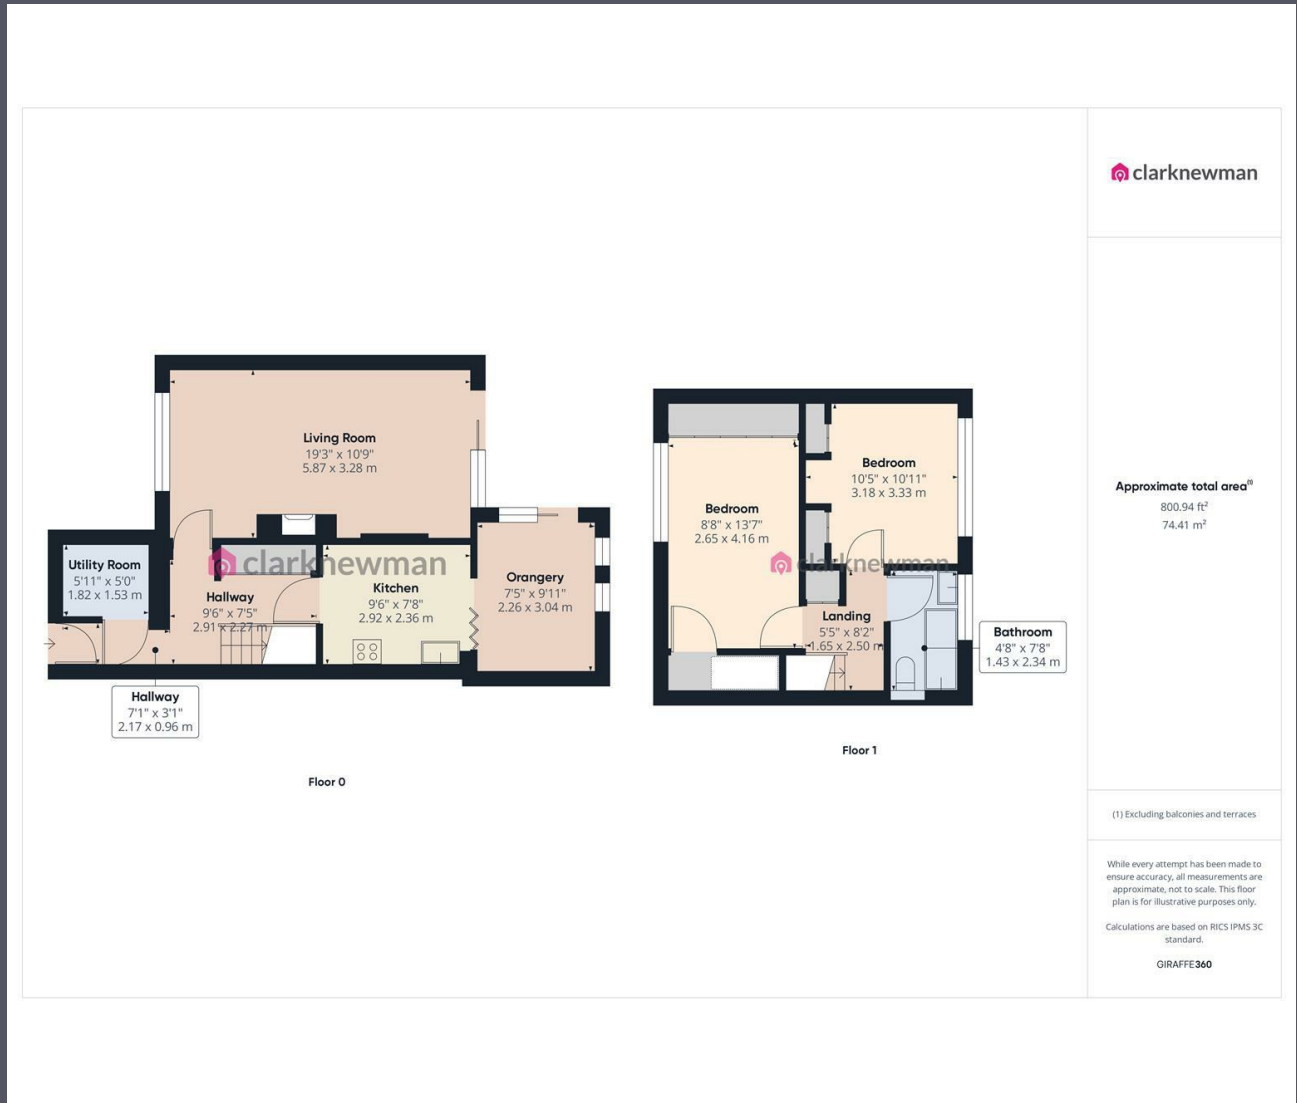 clarknewman
Approximate total area(1)
800.94 ft²
74.41 m²
(1) Excluding balconies and terraces
While every attempt has been made to
ensure accuracy, all measurements are
approximate, not to scale. This floor
plan is for illustrative purposes only.
Calculations are based on RICS IPMS 3C
standard.
GIRAFFE360
Living Room
19'3" x 10'9"
5.87 x 3.28 m
Utility Room
5'11" x 5'0"
1.82 x 1.53 m
clarknewman
Hallway
9'6" x 7'5"
2.91 x 2.27 m
Kitchen
9'6" x 7'8"
2.92 x 2.36 m
Orangery
7'5" x 9'11"
2.26 x 3.04 m
Hallway
7'1" x 3'1"
2.17 x 0.96 m
Floor 0
Bedroom
8'8" x 13'7"
2.65 x 4.16 m
Bedroom
10'5" x 10'11"
3.18 x 3.33 m
clarknewman
Landing
5'5" x 8'2"
1.65 x 2.50 m
Bathroom
4'8" x 7'8"
1.43 x 2.34 m
Floor 1